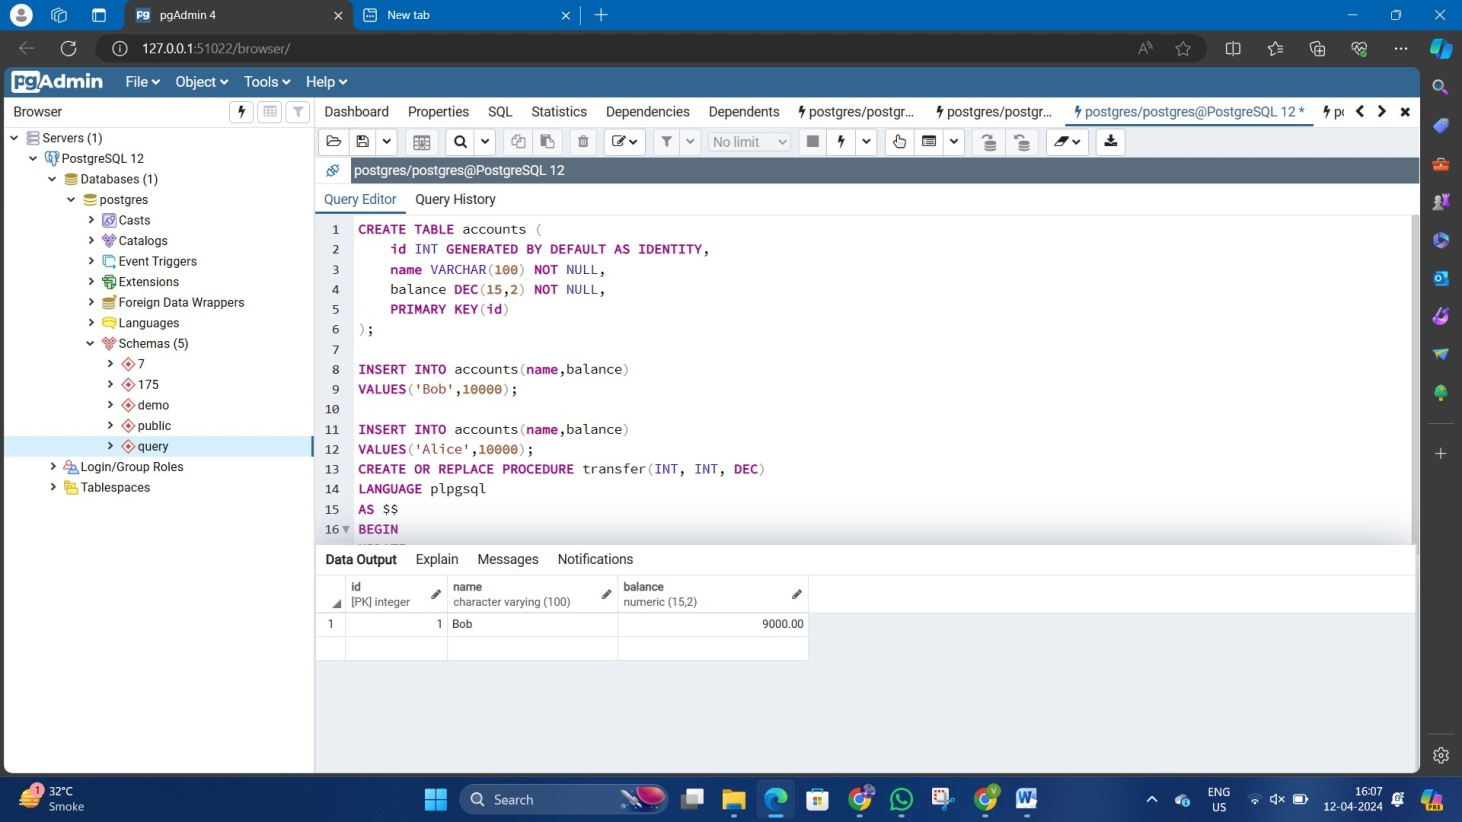 pgAdmin 4
New tab
127.0.0.1:51022/browser/
pgAdmin File Object Tools Help
Browser
Dashboard Properties SQL Statistics Dependencies Dependents postgres/postgr... postgres/postgr... postgres/postgres@PostgreSQL 12 *
No limit
postgres/postgres@PostgreSQL 12
Query Editor Query History
Servers (1)
PostgreSQL 12
Databases (1)
postgres
Casts
Catalogs
Event Triggers
Extensions
Foreign Data Wrappers
Languages
Schemas (5)
7
175
demo
public
query
Login/Group Roles
Tablespaces
1 CREATE TABLE accounts (
2 id INT GENERATED BY DEFAULT AS IDENTITY,
3 name VARCHAR(100) NOT NULL,
4 balance DEC(15,2) NOT NULL,
5 PRIMARY KEY(id)
6 );
7
8 INSERT INTO accounts(name,balance)
9 VALUES('Bob',10000);
10
11 INSERT INTO accounts(name,balance)
12 VALUES('Alice',10000);
13 CREATE OR REPLACE PROCEDURE transfer(INT, INT, DEC)
14 LANGUAGE plpgsql
15 AS $$
16 BEGIN
Data Output Explain Messages Notifications
id name balance
[PK] integer character varying (100) numeric (15,2)
1 1 Bob 9000.00
32°C
Smoke
Search
ENG
US
16:07
12-04-2024